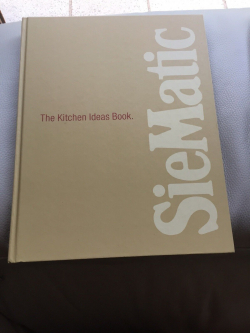 The Kitchen Ideas Book.
SieMatic